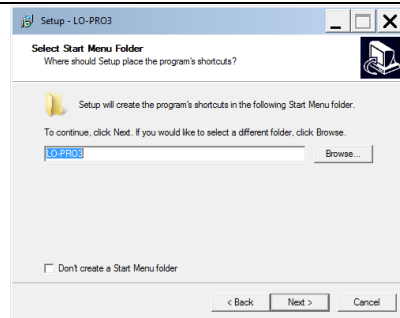 Setup - LO-PRO3
Select Start Menu Folder
Where should Setup place the program's shortcuts?
Setup will create the program's shortcuts in the following Start Menu folder.
To continue, click Next. If you would like to select a different folder, click Browse.
LO-PRO3
Browse...
Don't create a Start Menu folder
< Back
Next >
Cancel